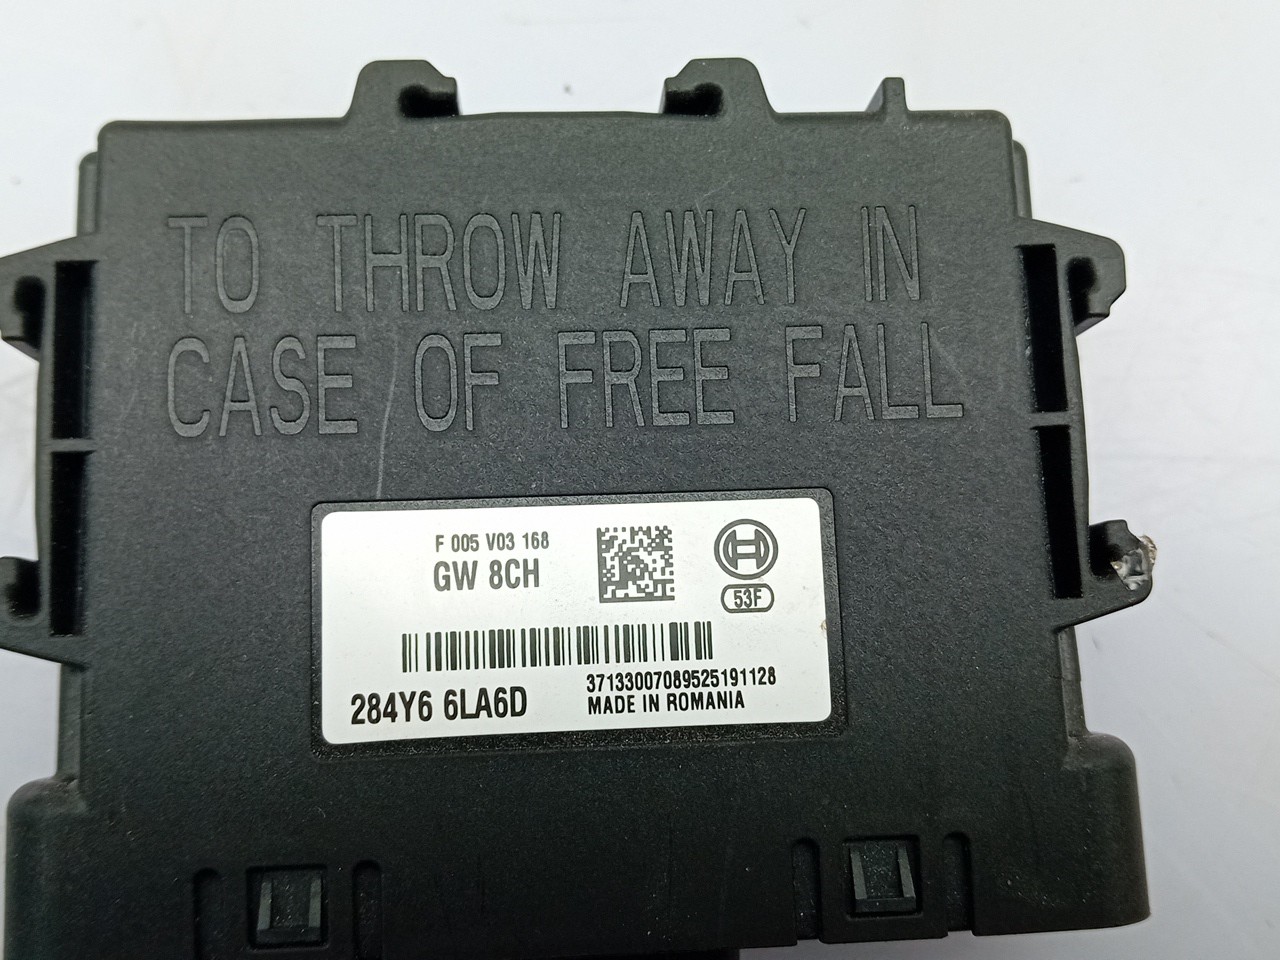 TO THROW AWAY IN
CASE OF FREE FALL
F 005 V03 168
GW 8CH
53F
284Y6 6LA6D
37133007089525191128
MADE IN ROMANIA